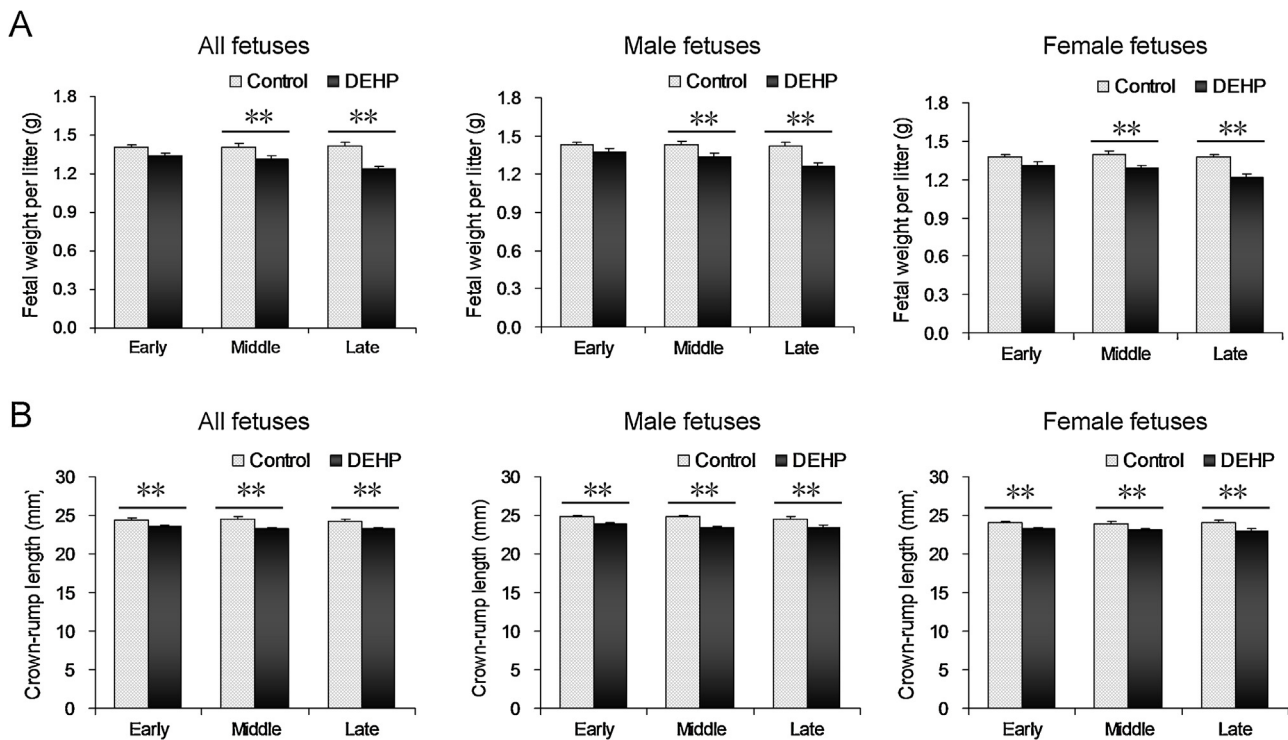 A
All fetuses
Control DEHP
Fetal weight per litter (g)
1.8
1.5
1.2
0.9
0.6
0.3
0.0
** **
Early Middle Late
Male fetuses
Control DEHP
Fetal weight per litter (g)
1.8
1.5
1.2
0.9
0.6
0.3
0.0
** **
Early Middle Late
Female fetuses
Control DEHP
Fetal weight per litter (g)
1.8
1.5
1.2
0.9
0.6
0.3
0.0
** **
Early Middle Late
B
All fetuses
Control DEHP
Crown-rump length (mm)
30
25
20
15
10
5
0
** ** **
Early Middle Late
Male fetuses
Control DEHP
Crown-rump length (mm)
30
25
20
15
10
5
0
** ** **
Early Middle Late
Female fetuses
Control DEHP
Crown-rump length (mm)
30
25
20
15
10
5
0
** ** **
Early Middle Late